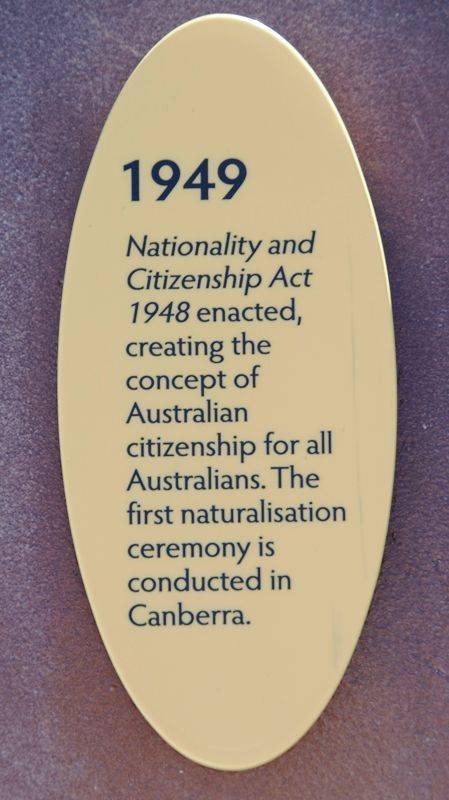 1949
Nationality and
Citizenship Act
1948 enacted,
creating the
concept of
Australian
citizenship for all
Australians. The
first naturalisation
ceremony is
conducted in
Canberra.